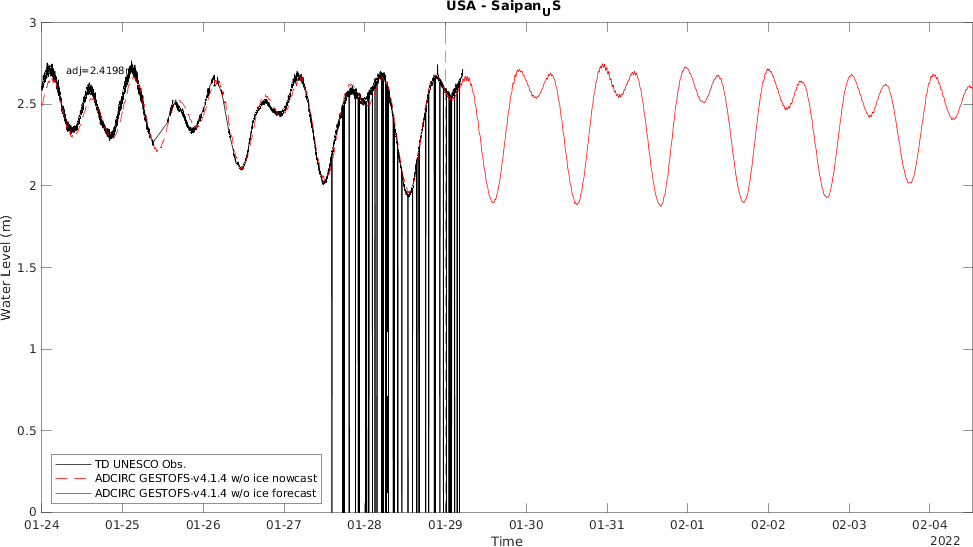 USA - Saipan_US
3
2.5
2
1.5
1
0.5
0
Water Level (m)
adj=2.4198
TD UNESCO Obs.
ADCIRC GESTOFS-v4.1.4 w/o ice nowcast
ADCIRC GESTOFS-v4.1.4 w/o ice forecast
01-24 01-25 01-26 01-27 01-28 01-29 01-30 01-31 02-01 02-02 02-03 02-04
Time
2022